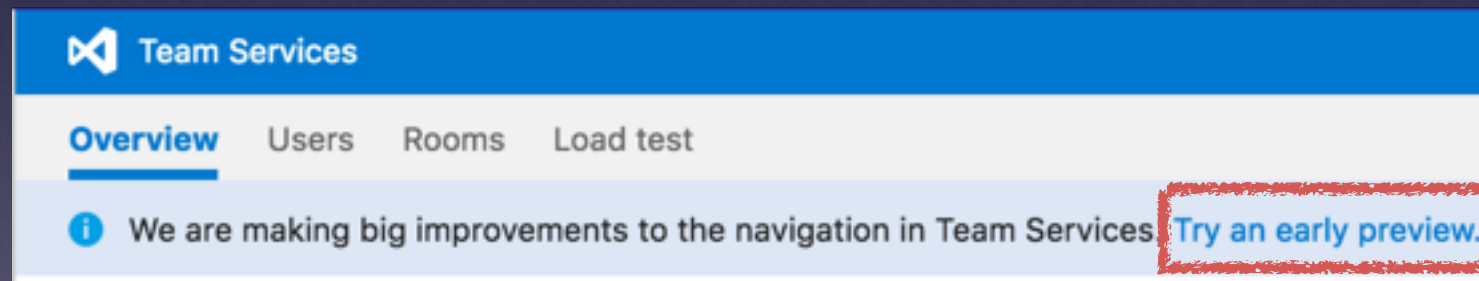 Team Services
Overview Users Rooms Load test
We are making big improvements to the navigation in Team Services. Try an early preview.